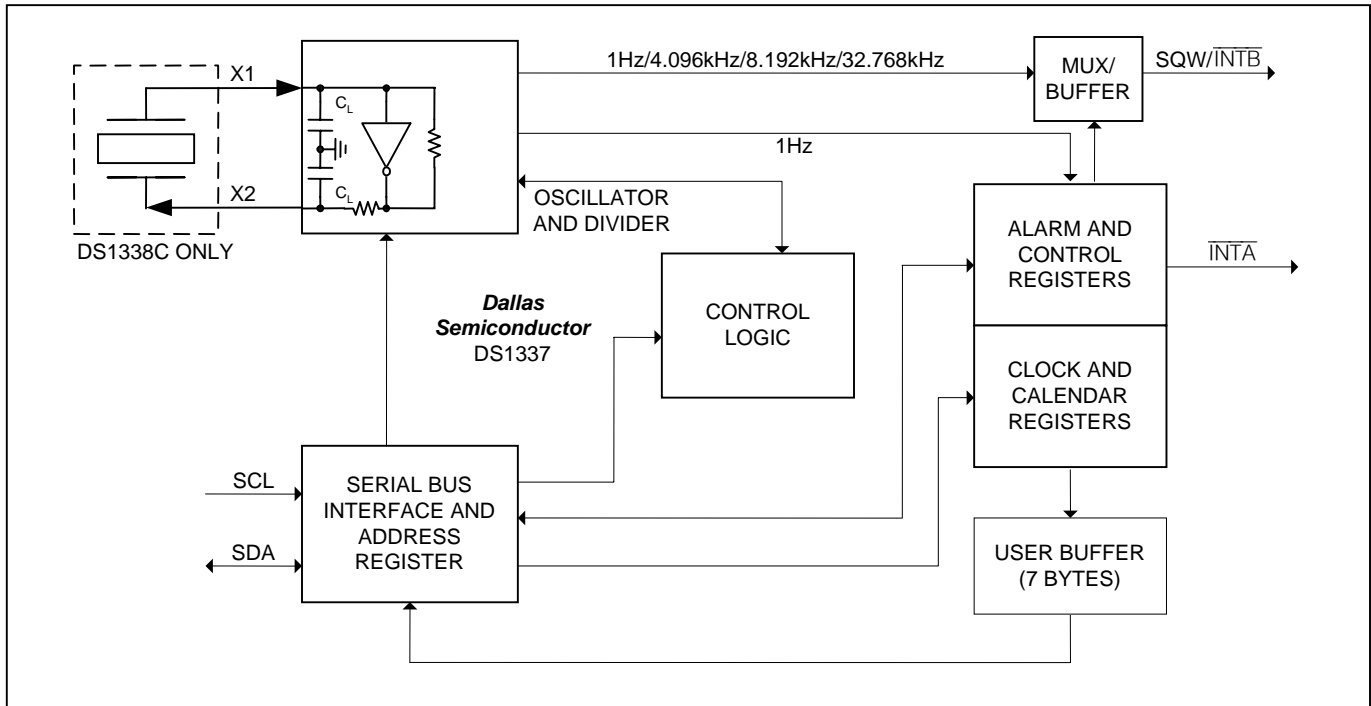 1Hz/4.096kHz/8.192kHz/32.768kHz
MUX/
BUFFER
SQW/INTB
X1
CL
1Hz
X2
CL
OSCILLATOR
AND DIVIDER
DS1338C ONLY
ALARM AND
CONTROL
REGISTERS
INTA
Dallas
Semiconductor
DS1337
CONTROL
LOGIC
CLOCK AND
CALENDAR
REGISTERS
SCL
SDA
SERIAL BUS
INTERFACE AND
ADDRESS
REGISTER
USER BUFFER
(7 BYTES)